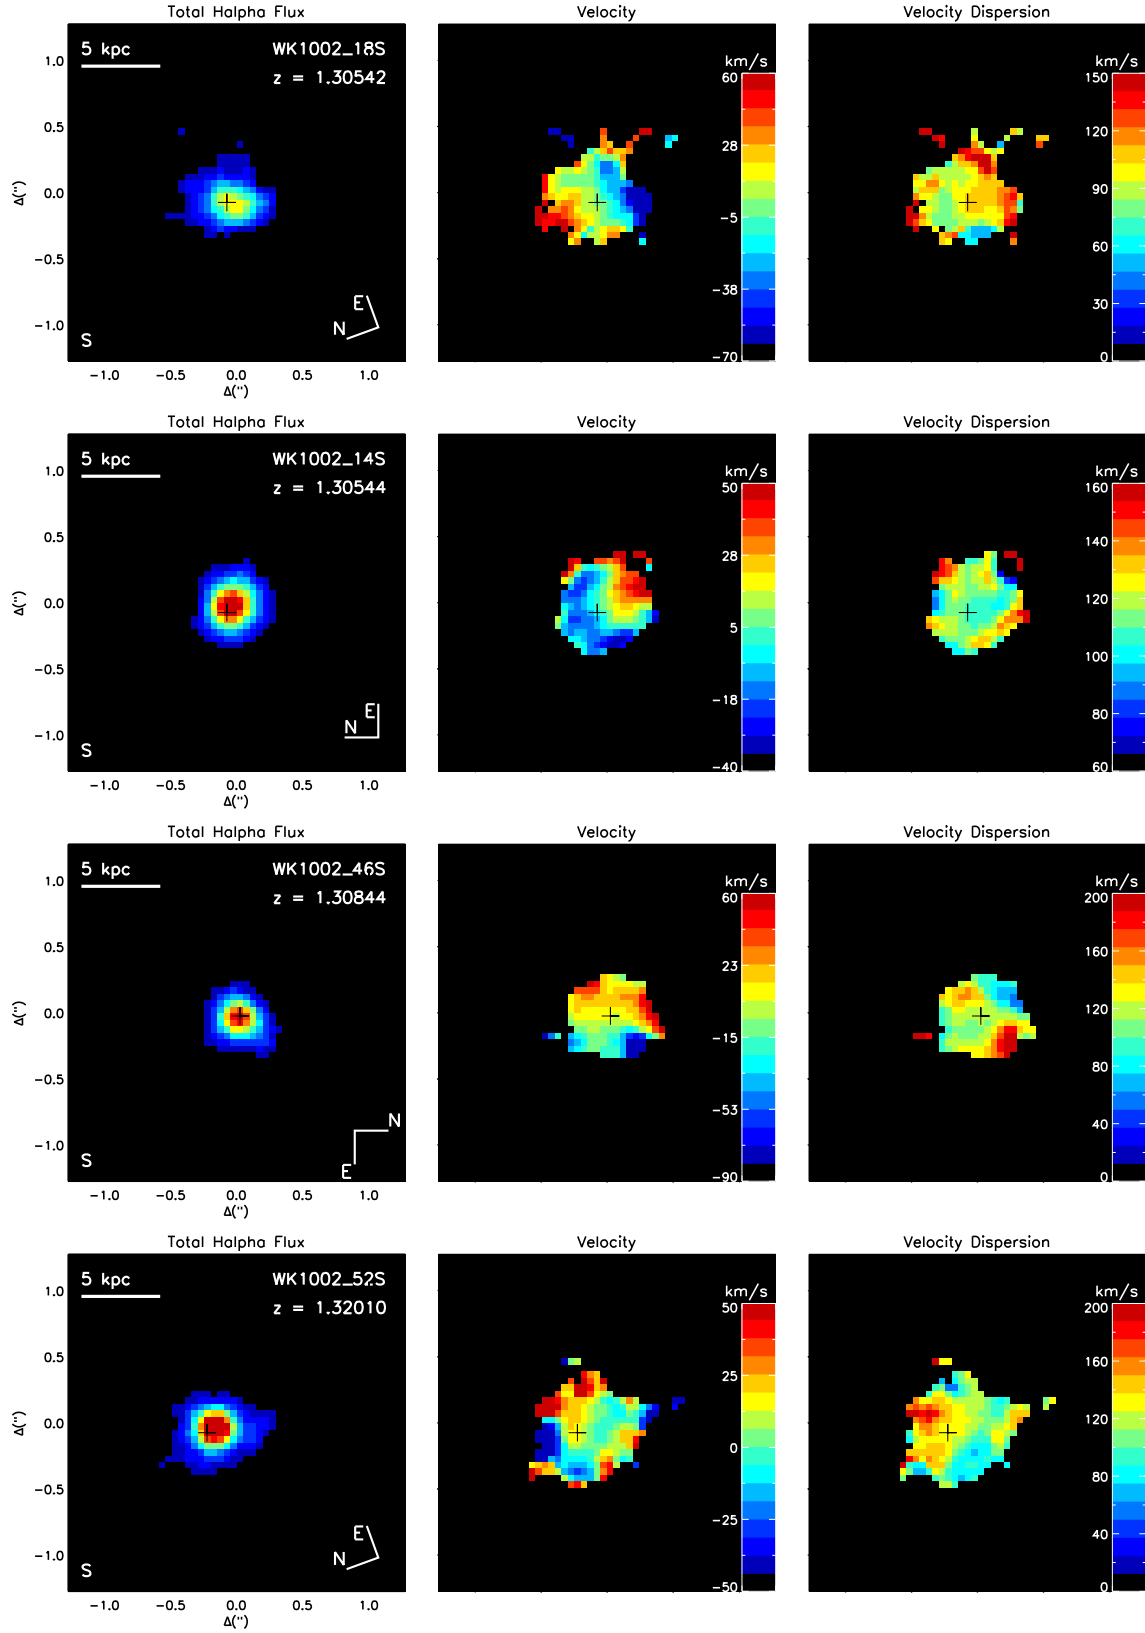 Total Halpha Flux Velocity Velocity Dispersion
5 kpc WK1002_18S
z = 1.30542
km/s km/s
1.0 0.5 0.0 −0.5 −1.0
Δ(")
60 28 −5 −38 −70
150 120 90 60 30 0
E
N
S
−1.0 −0.5 0.0 0.5 1.0
Δ(")
Total Halpha Flux Velocity Velocity Dispersion
5 kpc WK1002_14S
z = 1.30544
km/s km/s
1.0 0.5 0.0 −0.5 −1.0
Δ(")
50 28 5 −18 −40
160 140 120 100 80 60
E
N
S
−1.0 −0.5 0.0 0.5 1.0
Δ(")
Total Halpha Flux Velocity Velocity Dispersion
5 kpc WK1002_46S
z = 1.30844
km/s km/s
1.0 0.5 0.0 −0.5 −1.0
Δ(")
60 23 −15 −53 −90
200 160 120 80 40 0
N
E
S
−1.0 −0.5 0.0 0.5 1.0
Δ(")
Total Halpha Flux Velocity Velocity Dispersion
5 kpc WK1002_52S
z = 1.32010
km/s km/s
1.0 0.5 0.0 −0.5 −1.0
Δ(")
50 25 0 −25 −50
200 160 120 80 40 0
E
N
S
−1.0 −0.5 0.0 0.5 1.0
Δ(")